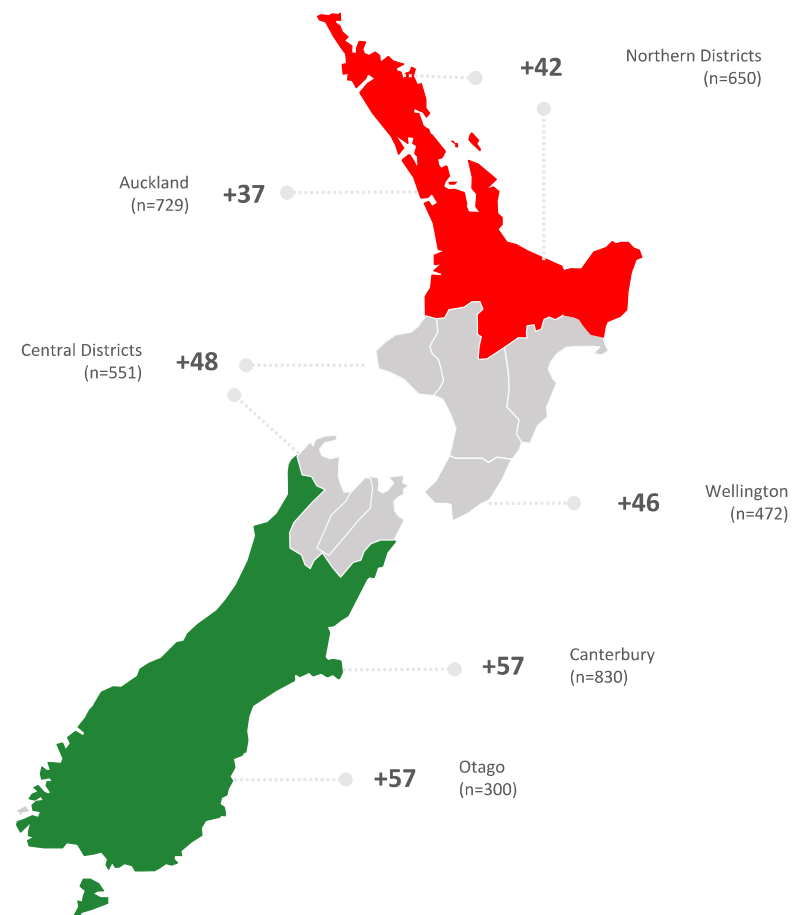 +42
Northern Districts
(n=650)
Auckland
(n=729)
+37
Central Districts
(n=551)
+48
Wellington
(n=472)
+46
+57
Canterbury
(n=830)
+57
Otago
(n=300)